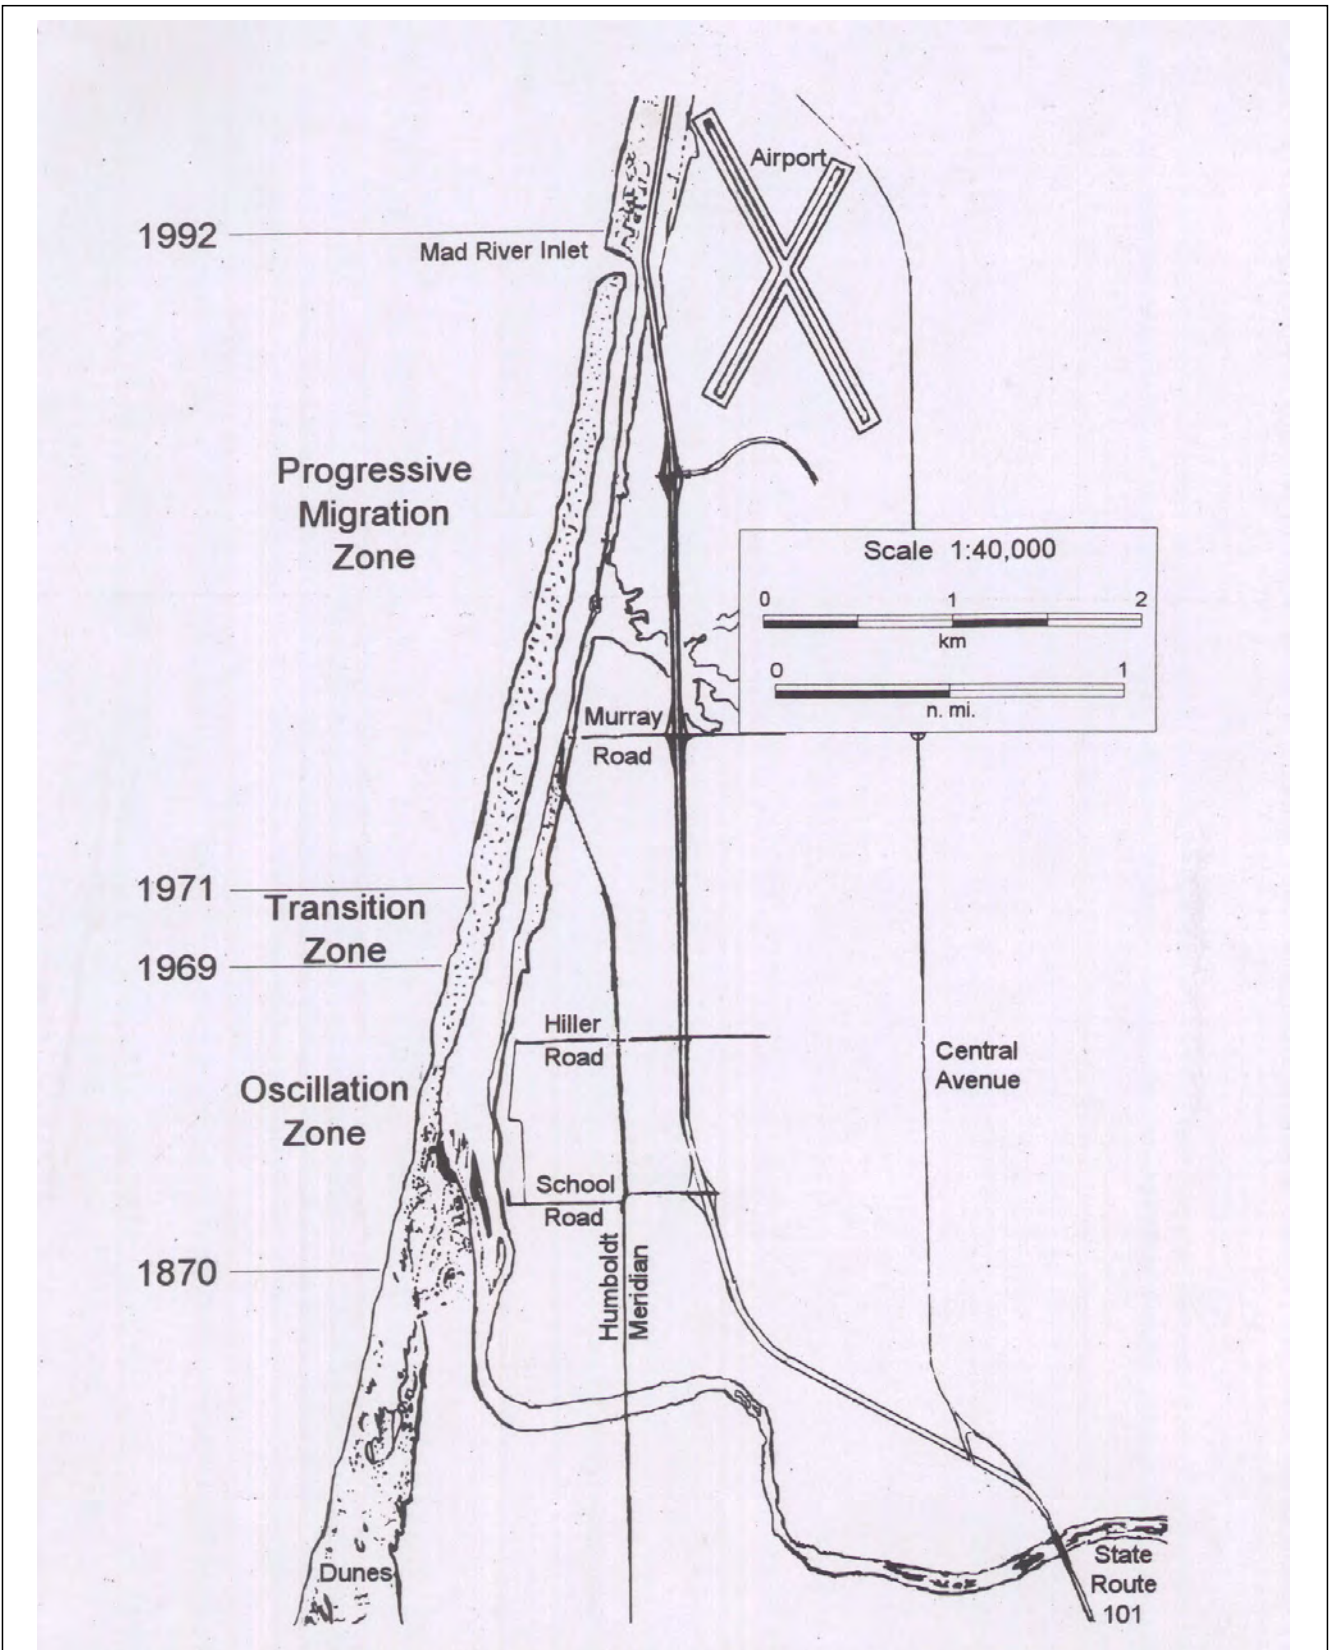 Airport
1992
Mad River Inlet
Progressive
Migration
Zone
Scale 1:40,000
0 1 2
km
0 1
n. mi.
Murray
Road
1971
Transition
Zone
1969
Hiller
Road
Central
Avenue
Oscillation
Zone
School
Road
1870
Humboldt
Meridian
Dunes
State
Route
101